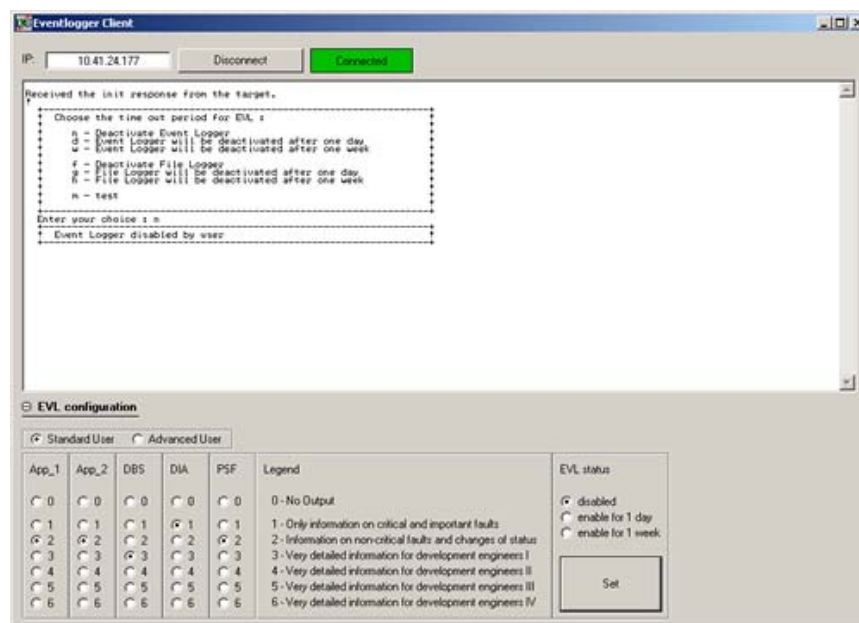 Eventlogger Client
IP: 10.41.24.177 Disconnect Connected
Received the init response from the target.
Choose the time out period for EVL :
n - Deactivate Event Logger
d - Event Logger will be deactivated after one day
w - Event Logger will be deactivated after one week
f - Deactivate File Logger
g - File Logger will be deactivated after one day
h - File Logger will be deactivated after one week
m - test
Enter your choice : n
Event Logger disabled by user
EVL configuration
Standard User Advanced User
App_1 App_2 DBS DIA PSF Legend EVL status
0 0 0 0 0 0 - No Output disabled
1 1 1 1 1 1 - Only information on critical and important faults enable for 1 day
2 2 2 2 2 2 - Information on non-critical faults and changes of status enable for 1 week
3 3 3 3 3 3 - Very detailed information for development engineers I
4 4 4 4 4 4 - Very detailed information for development engineers II
5 5 5 5 5 5 - Very detailed information for development engineers III Set
6 6 6 6 6 6 - Very detailed information for development engineers IV